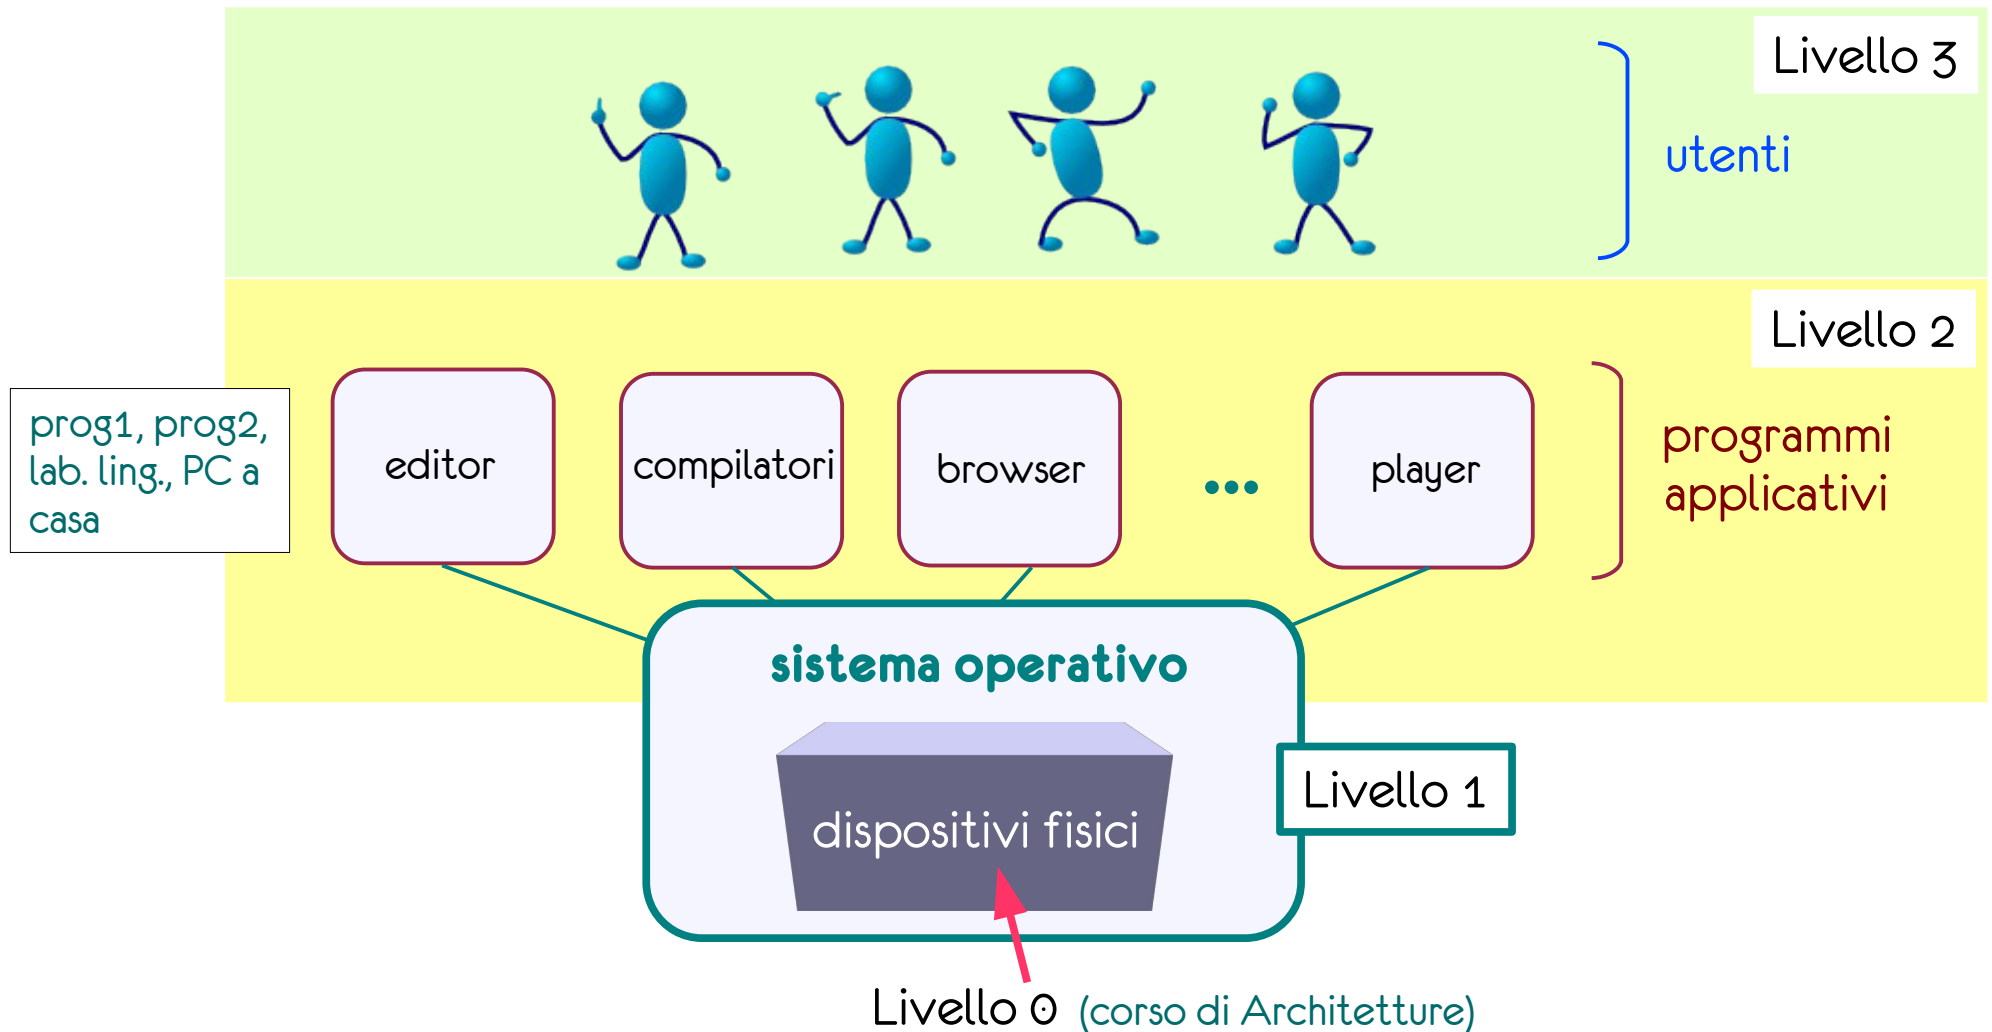 Livello 3
utenti
Livello 2
prog1, prog2,
lab. ling., PC a
casa
editor
compilatori
browser
...
player
programmi
applicativi
sistema operativo
dispositivi fisici
Livello 1
Livello 0 (corso di Architetture)